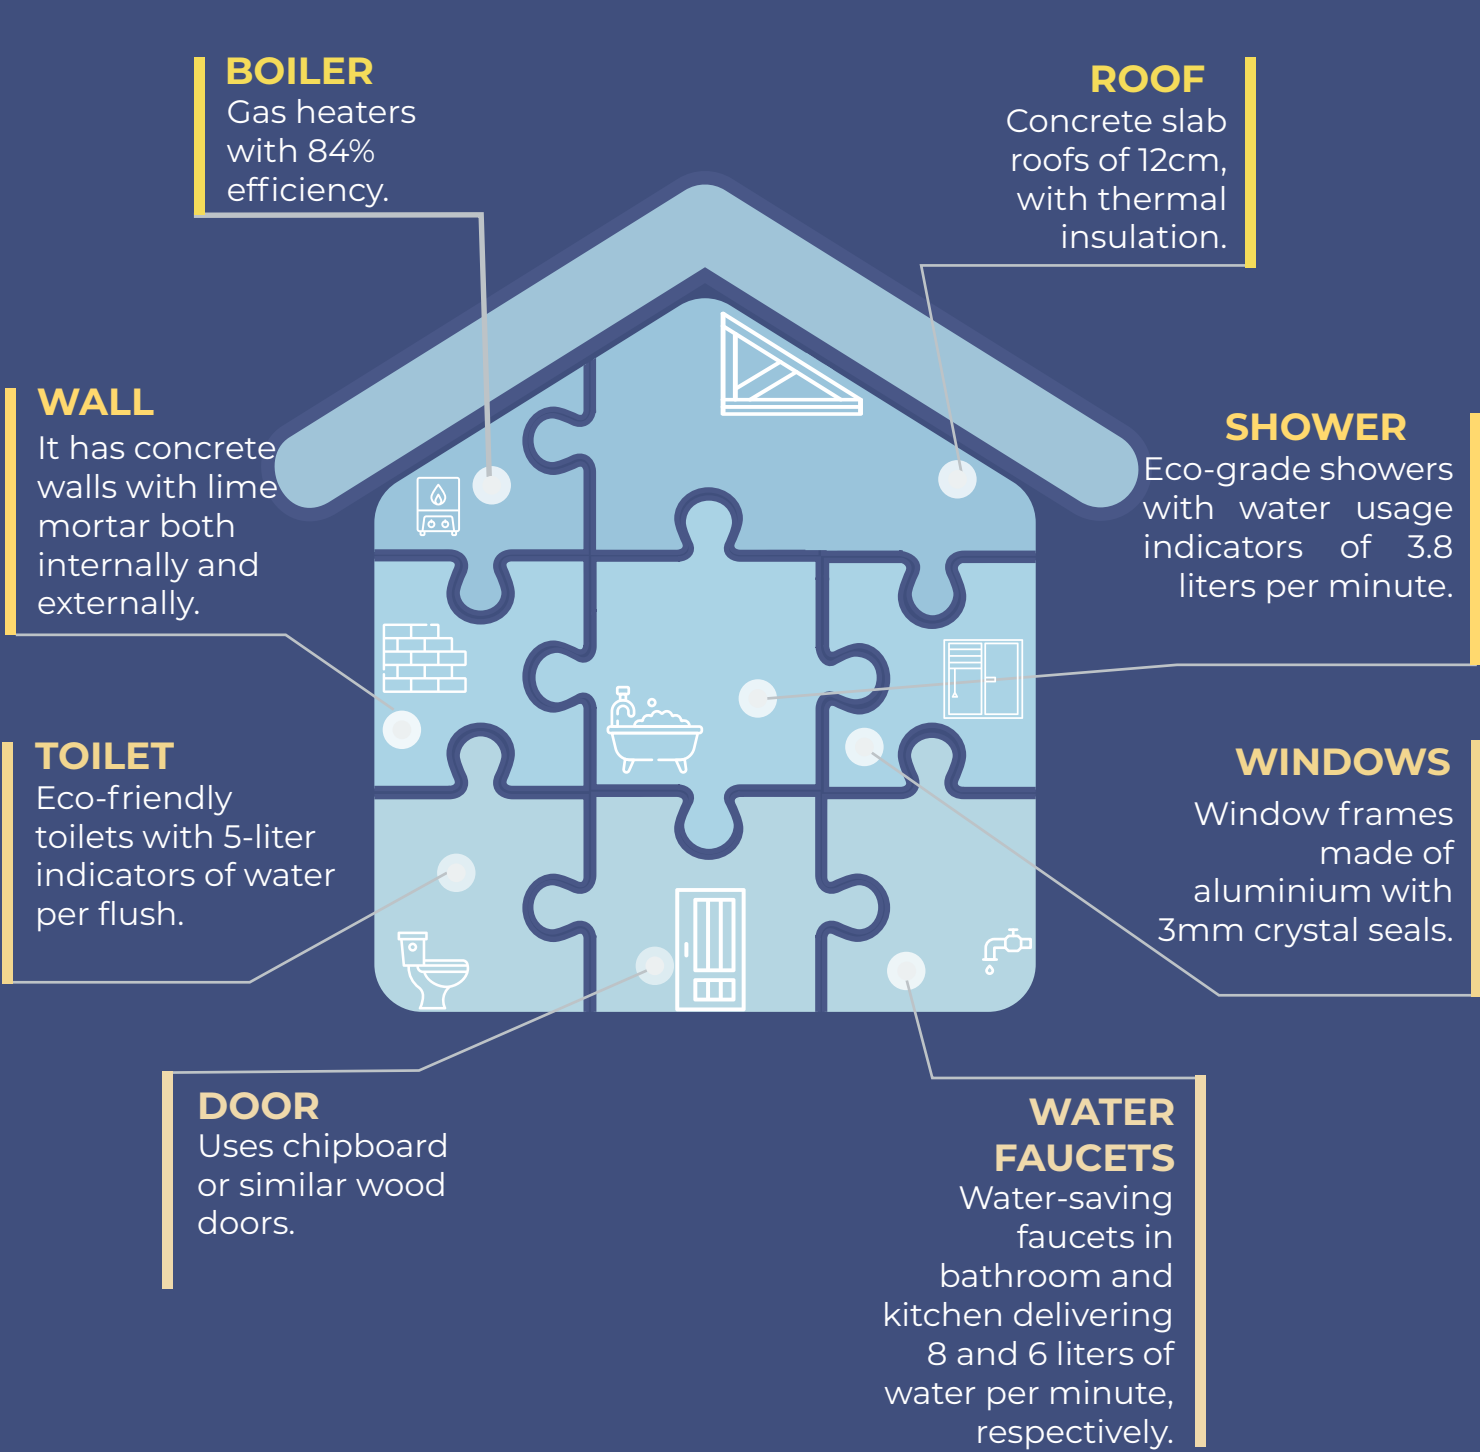 BOILER
Gas heaters
with 84%
efficiency.
ROOF
Concrete slab
roofs of 12cm,
with thermal
insulation.
WALL
It has concrete
walls with lime
mortar both
internally and
externally.
SHOWER
Eco-grade showers
with water usage
indicators of 3.8
liters per minute.
TOILET
Eco-friendly
toilets with 5-liter
indicators of water
per flush.
WINDOWS
Window frames
made of
aluminium with
3mm crystal seals.
DOOR
Uses chipboard
or similar wood
doors.
WATER
FAUCETS
Water-saving
faucets in
bathroom and
kitchen delivering
8 and 6 liters of
water per minute,
respectively.